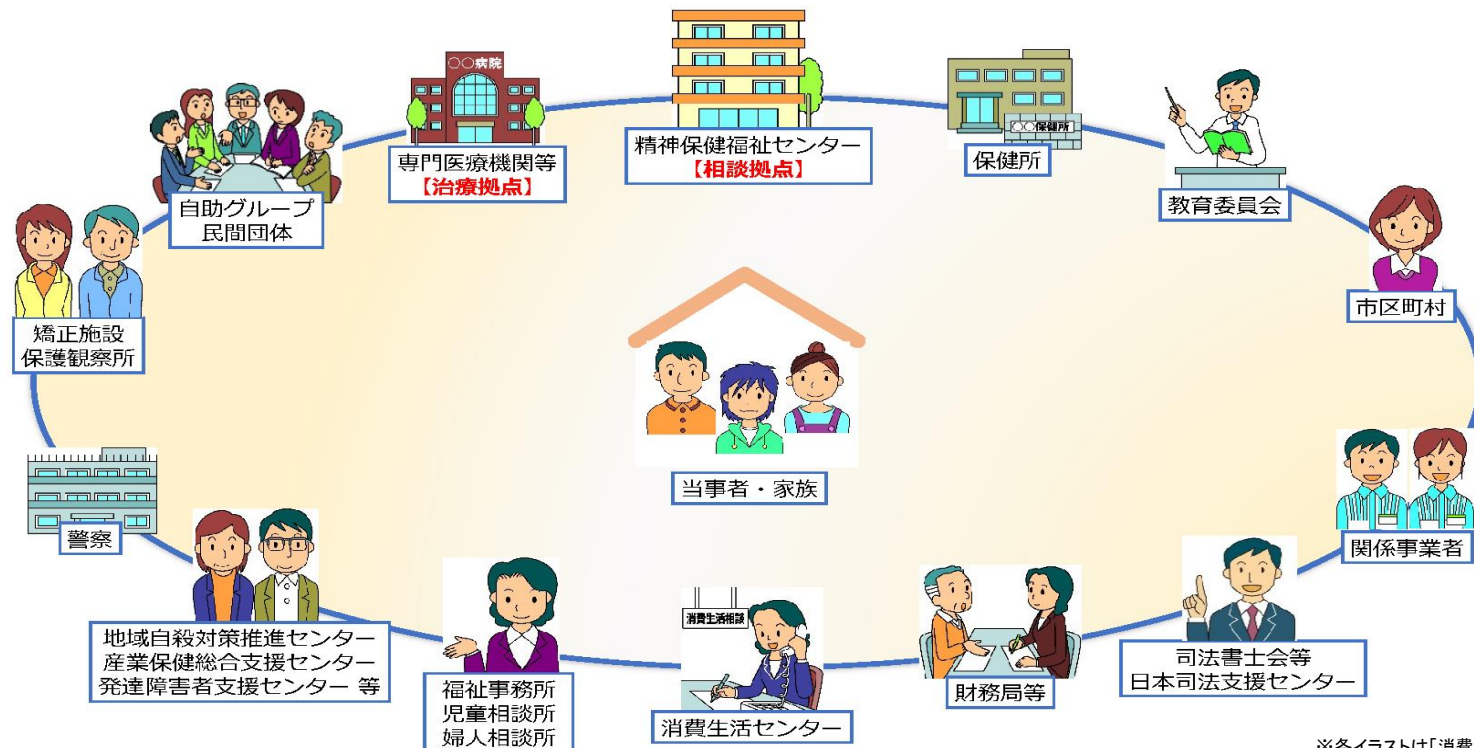 〇〇病院
専門医療機関等
【治療拠点】
精神保健福祉センター
【相談拠点】
〇〇保健所
保健所
教育委員会
自助グループ
民間団体
市区町村
矯正施設
保護観察所
当事者・家族
警察
関係事業者
地域自殺対策推進センター
産業保健総合支援センター
発達障害者支援センター 等
福祉事務所
児童相談所
婦人相談所
消費生活相談
消費生活センター
財務局等
司法書士会等
日本司法支援センター
※各イラストは「消費